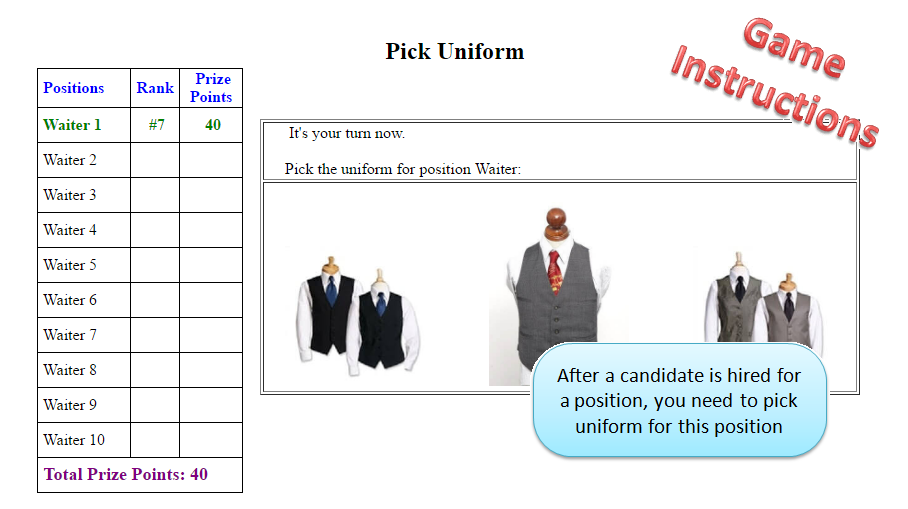 Pick Uniform
Game
Instructions
Positions Rank Prize Points
Waiter 1 #7 40
Waiter 2
Waiter 3
Waiter 4
Waiter 5
Waiter 6
Waiter 7
Waiter 8
Waiter 9
Waiter 10
Total Prize Points: 40
It's your turn now.
Pick the uniform for position Waiter:
After a candidate is hired for
a position, you need to pick
uniform for this position